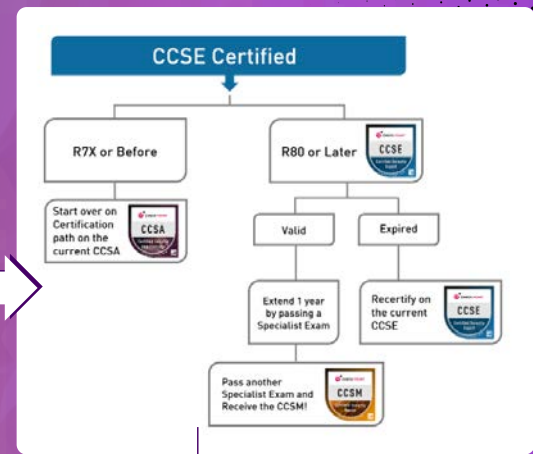 CCSE Certified
R7X or Before
R80 or Later
CCSE
Start over on
Certification
path on the
current CCSA
CCSA
Valid
Expired
Extend 1 year
by passing a
Specialist Exam
Recertify on
the current
CCSE
CCSE
Pass another
Specialist Exam and
Receive the CCSM!
CCSM